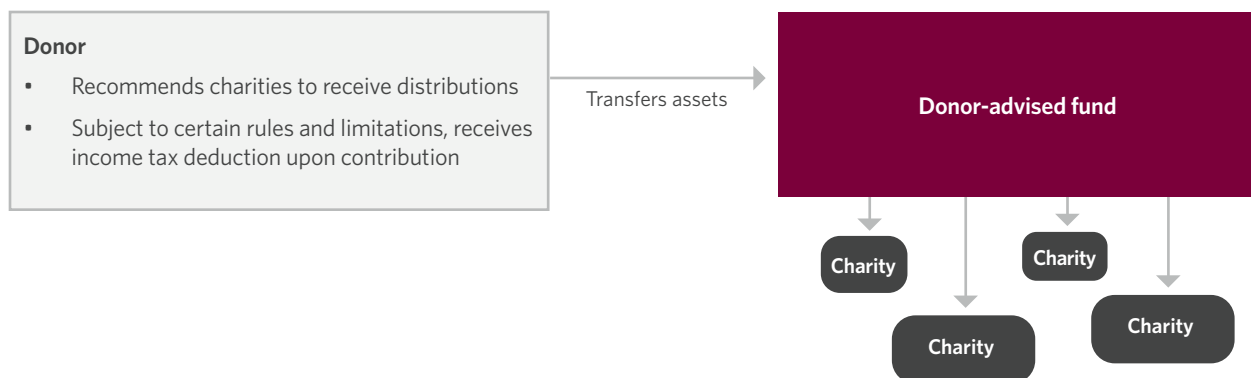 Donor
• Recommends charities to receive distributions
• Subject to certain rules and limitations, receives
income tax deduction upon contribution
Transfers assets
Donor-advised fund
Charity
Charity
Charity
Charity